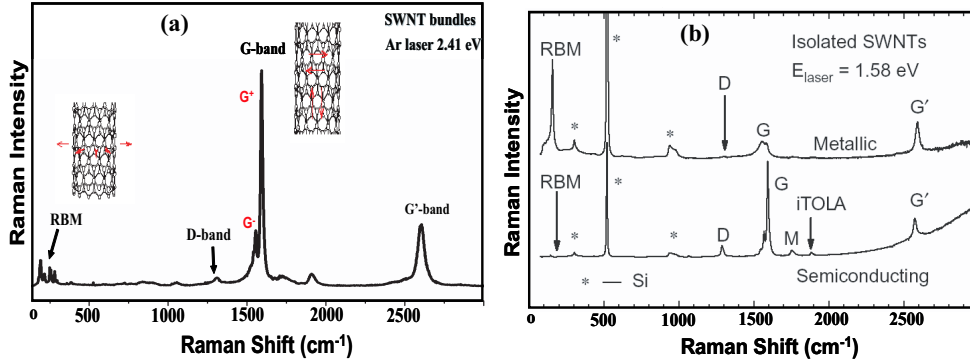 (a)
SWNT bundles
Ar laser 2.41 eV
G-band
G⁺
G⁻
RBM
D-band
G'-band
Raman Intensity
0 500 1000 1500 2000 2500
Raman Shift (cm⁻¹)
(b)
Isolated SWNTs
E_laser = 1.58 eV
RBM
*
*
*
D
G
G′
Metallic
RBM
*
*
*
D
G
M
iTOLA
G′
Semiconducting
* — Si
Raman Intensity
0 500 1000 1500 2000 2500
Raman Shift (cm⁻¹)